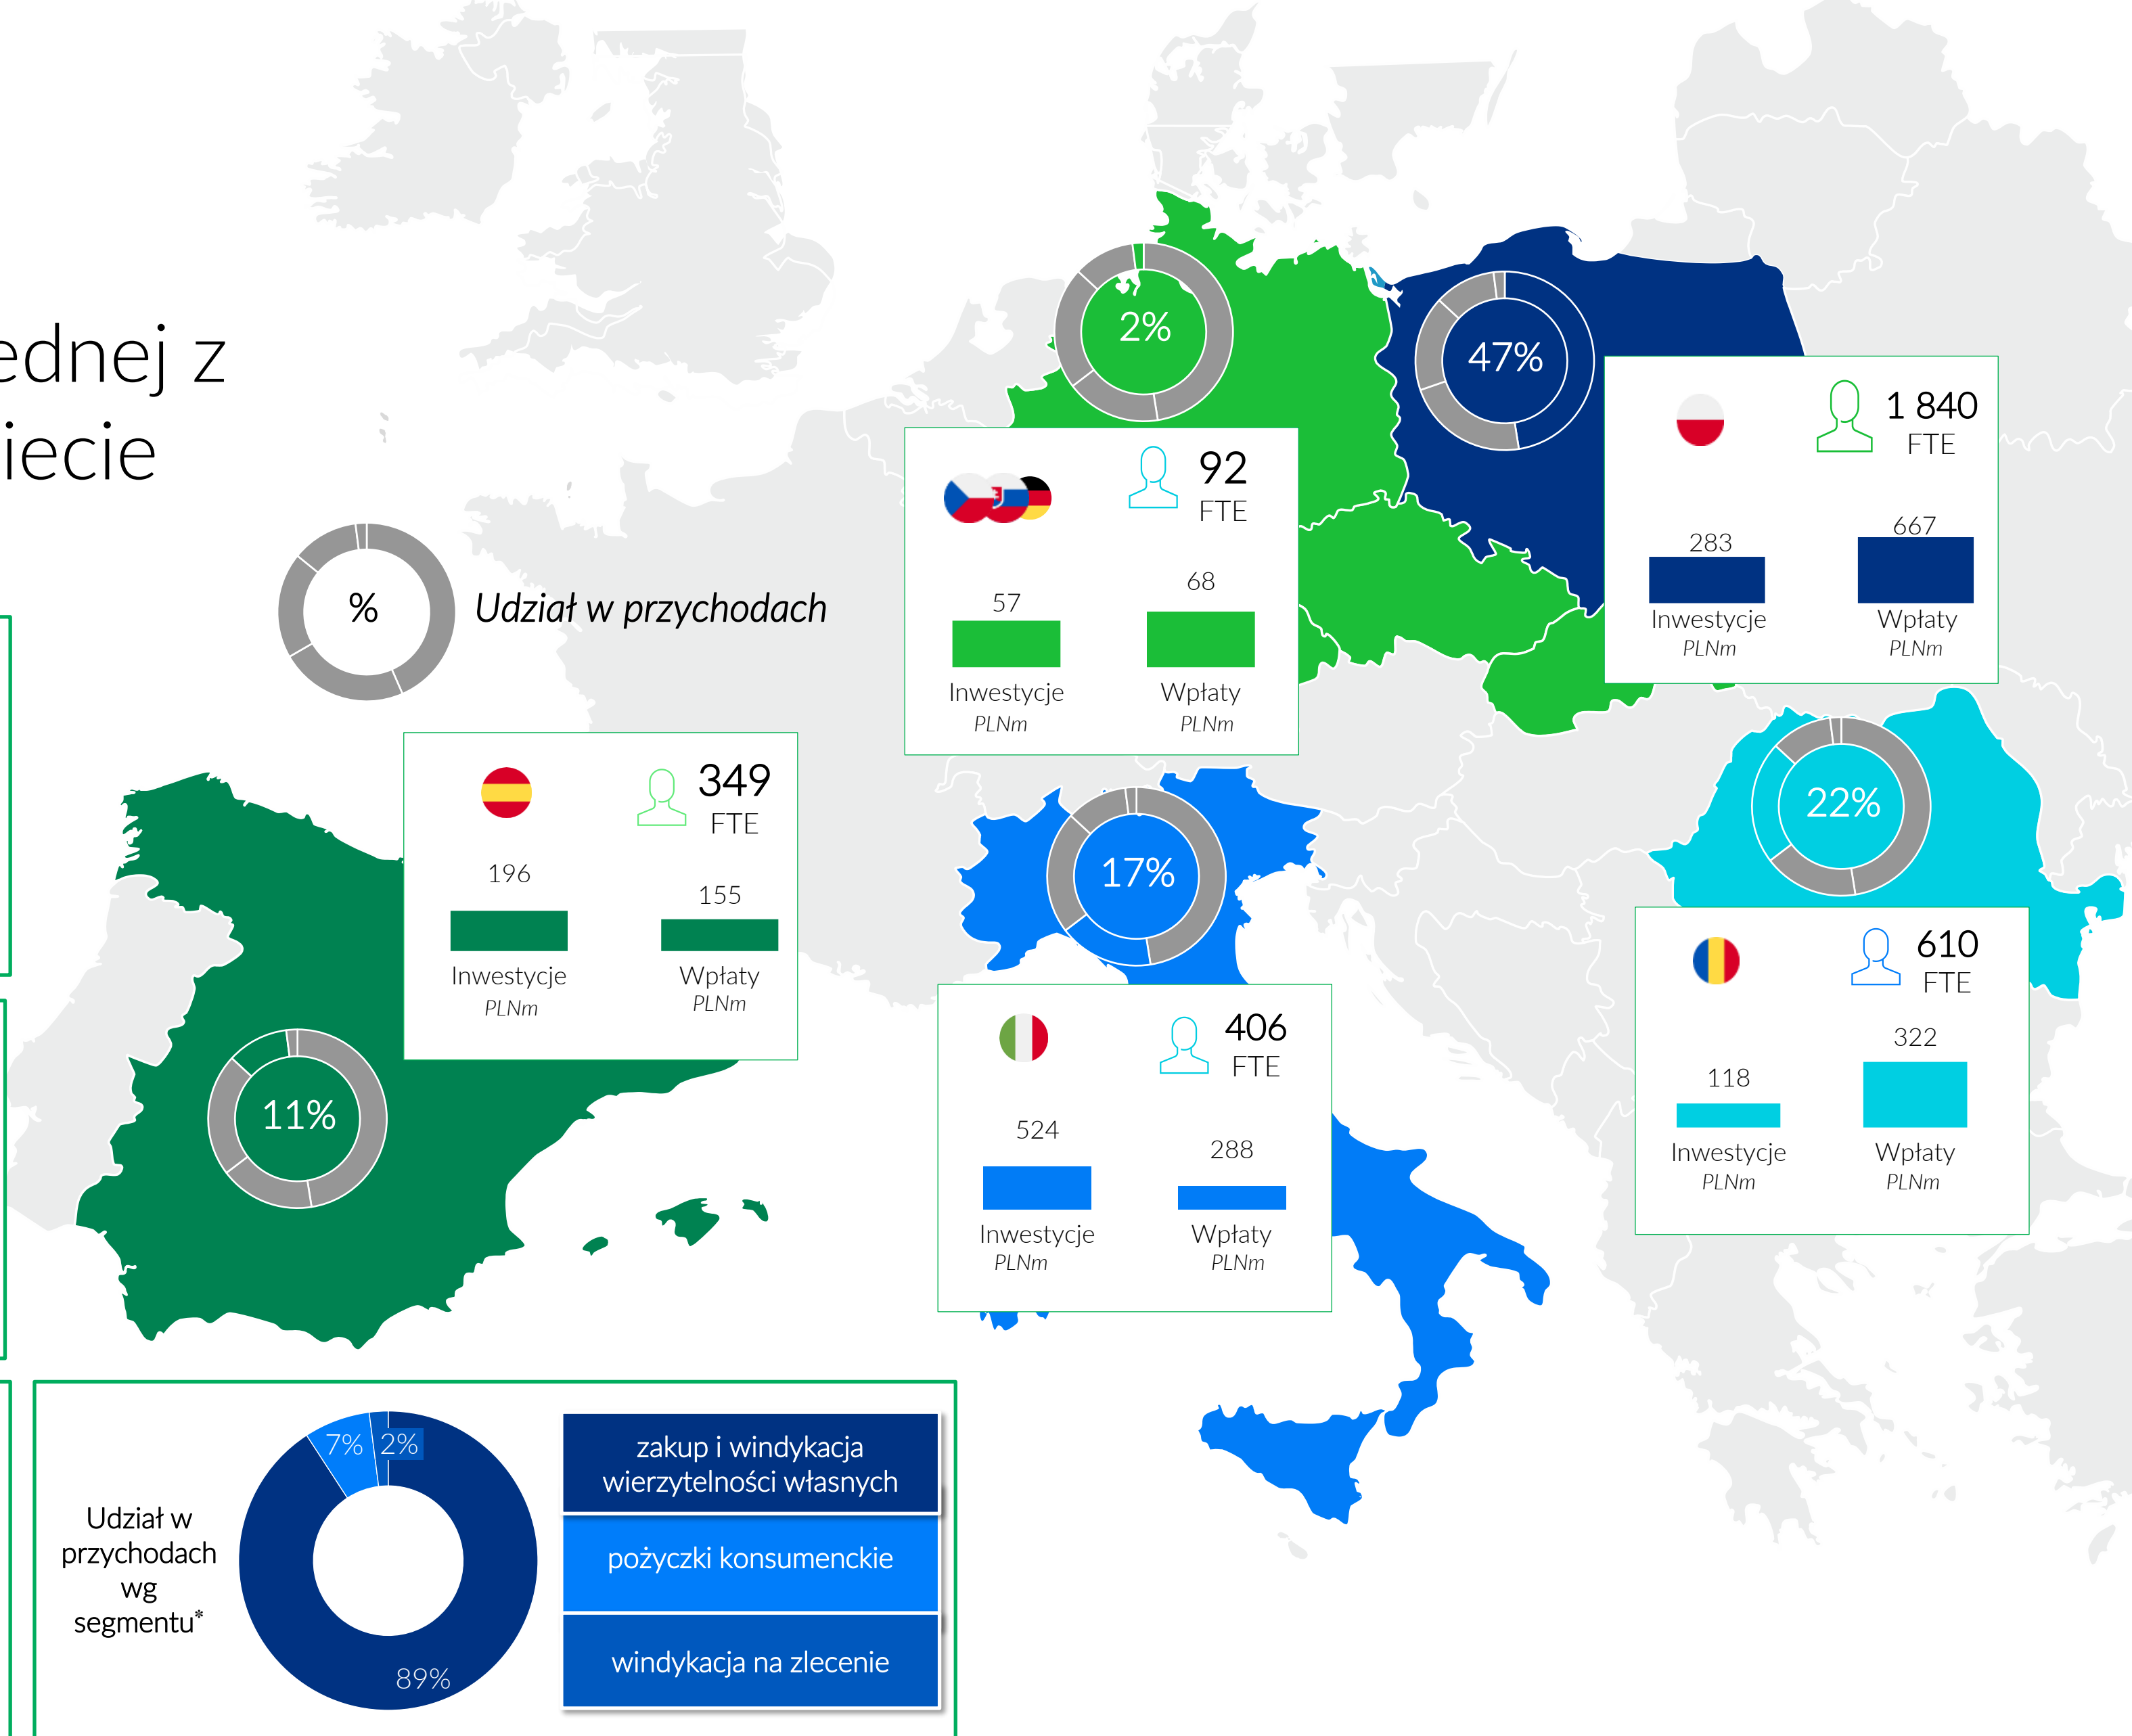 ednej z
iecie
%
Udział w przychodach
2%
92
FTE
57
68
Inwestycje
Wpłaty
PLNm
PLNm
47%
1 840
FTE
283
667
Inwestycje
Wpłaty
PLNm
PLNm
349
FTE
196
155
Inwestycje
Wpłaty
PLNm
PLNm
11%
17%
406
FTE
524
288
Inwestycje
Wpłaty
PLNm
PLNm
22%
610
FTE
118
322
Inwestycje
Wpłaty
PLNm
PLNm
Udział w
przychodach
wg
segmentu*
7%
2%
89%
zakup i windykacja
wierzytelności własnych
pożyczki konsumenckie
windykacja na zlecenie